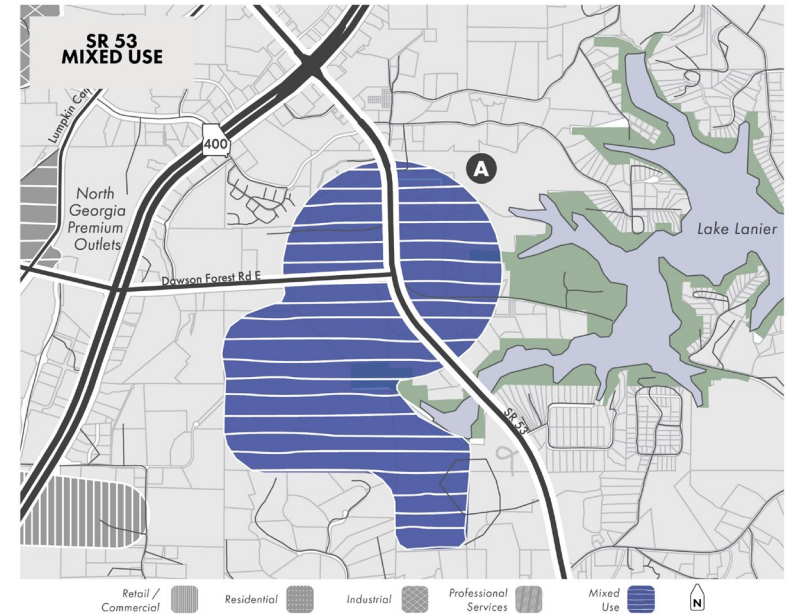 SR 53
MIXED USE
Lumpkin Cam
400
A
North
Georgia
Premium
Outlets
Lake Lanier
Dawson Forest Rd E
SR 53
Retail /
Commercial
Residential
Industrial
Professional
Services
Mixed
Use
N